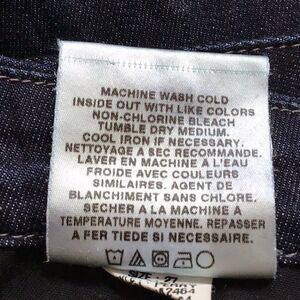 MACHINE WASH COLD
INSIDE OUT WITH LIKE COLORS
NON-CHLORINE BLEACH
TUMBLE DRY MEDIUM.
COOL IRON IF NECESSARY.
NETTOYAGE A SEC RECOMMANDE.
LAVER EN MACHINE A L'EAU
FROIDE AVEC COULEURS
SIMILAIRES. AGENT DE
BLANCHIMENT SANS CHLORE.
SECHER A LA MACHINE A
TEMPERATURE MOYENNE. REPASSER
A FER TIEDE SI NECESSAIRE.
SIZE 27